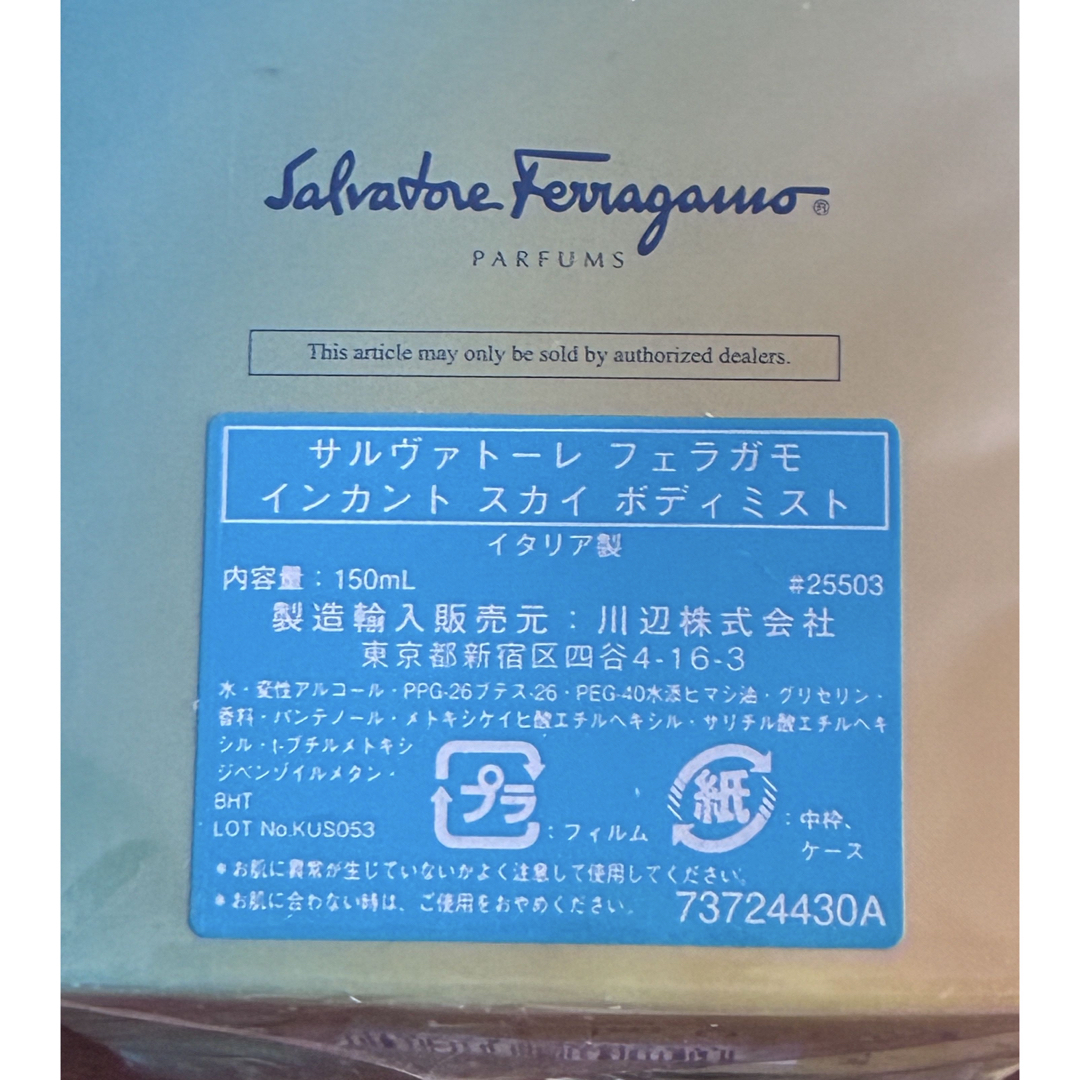 Salvatore Ferragamo ®
PARFUMS
This article may only be sold by authorized dealers.
サルヴァトーレ フェラガモ
インカント スカイ ボディミスト
イタリア製
内容量：150mL #25503
製造輸入販売元：川辺株式会社
東京都新宿区四谷4-16-3
水・変性アルコール・PPG-26ブテス-26・PEG-40水添ヒマシ油・グリセリン・
香料・パンテノール・メトキシケイヒ酸エチルヘキシル・サリチル酸エチルヘキ
シル・t-ブチルメトキシ
ジベンゾイルメタン・
BHT
LOT No.KUS053
プラ
：フィルム
紙
：中枠、
ケース
＊お肌に異常が生じていないかよく注意して使用してください。
＊お肌に合わない時は、ご使用をおやめください。
73724430A